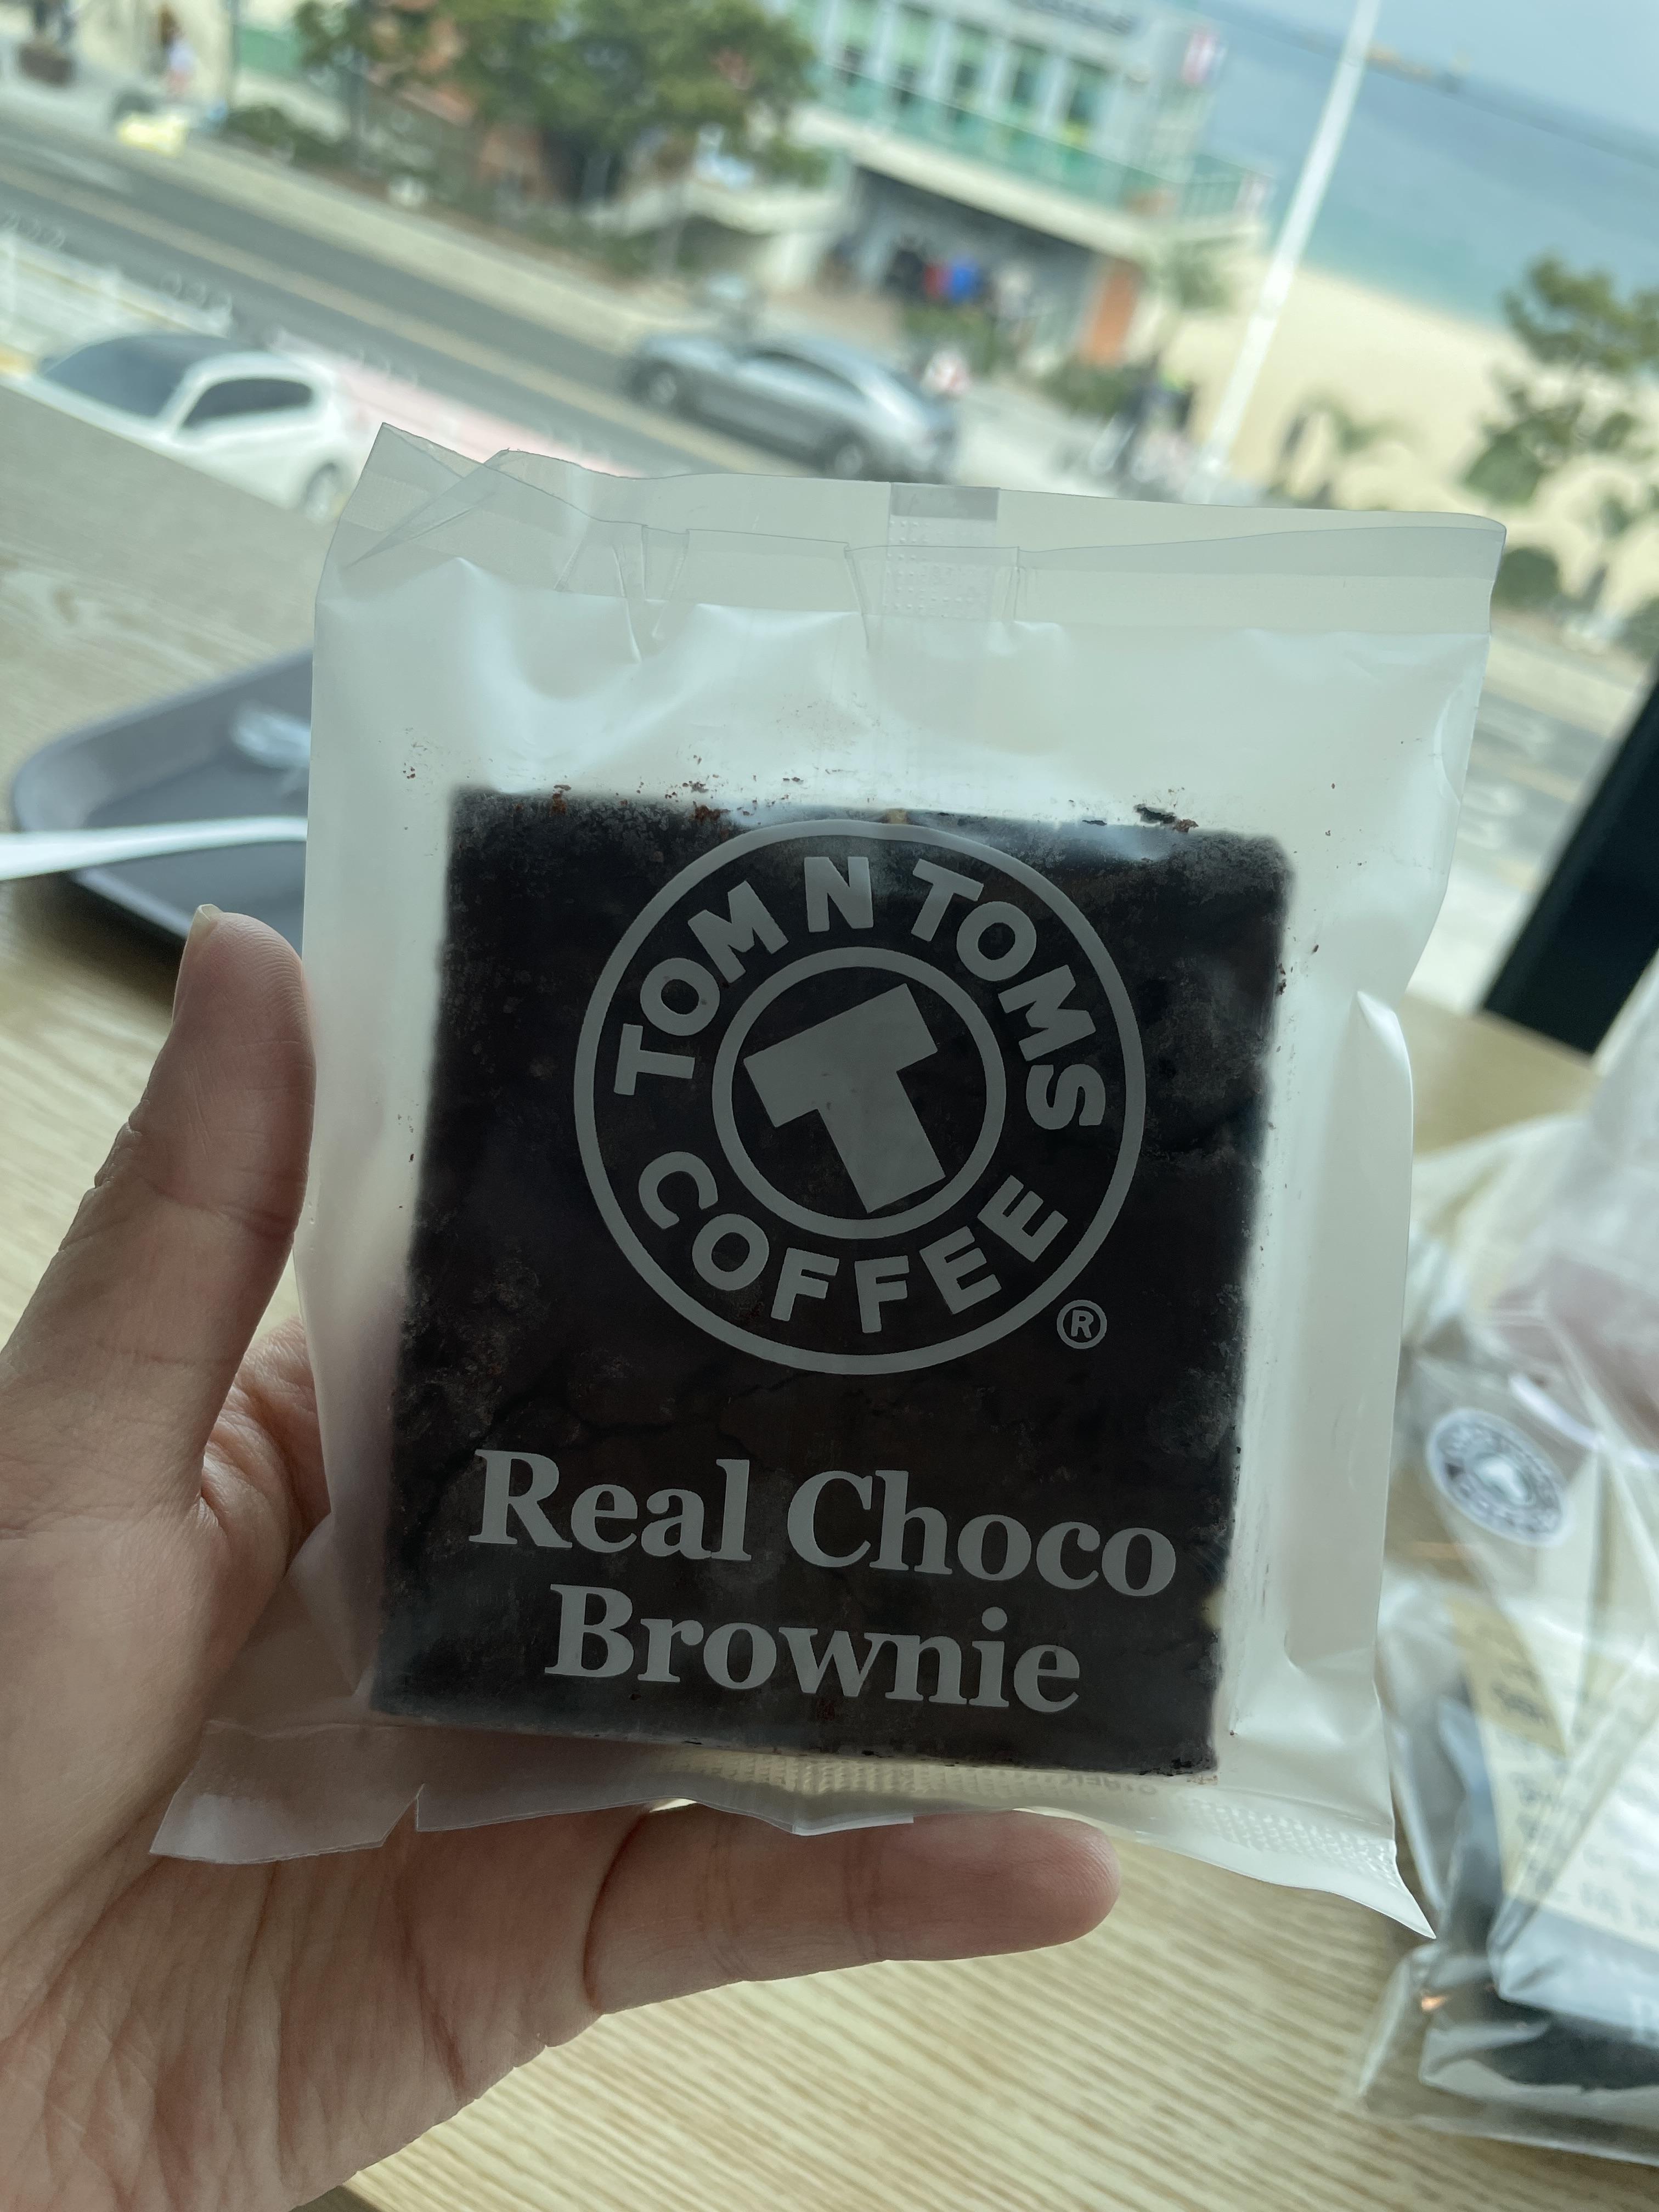 TOM N TOMS
T
COFFEE
®
Real Choco
Brownie